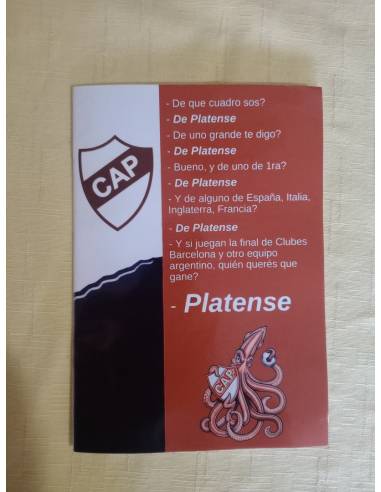 - De que cuadro sos?
- De Platense
- De uno grande te digo?
- De Platense
- Bueno, y de uno de 1ra?
- De Platense
- Y de alguno de España, Italia,
Inglaterra, Francia?
- De Platense
- Y si juegan la final de Clubes
Barcelona y otro equipo
argentino, quién querés que
gane?
- Platense
CAP
CAP